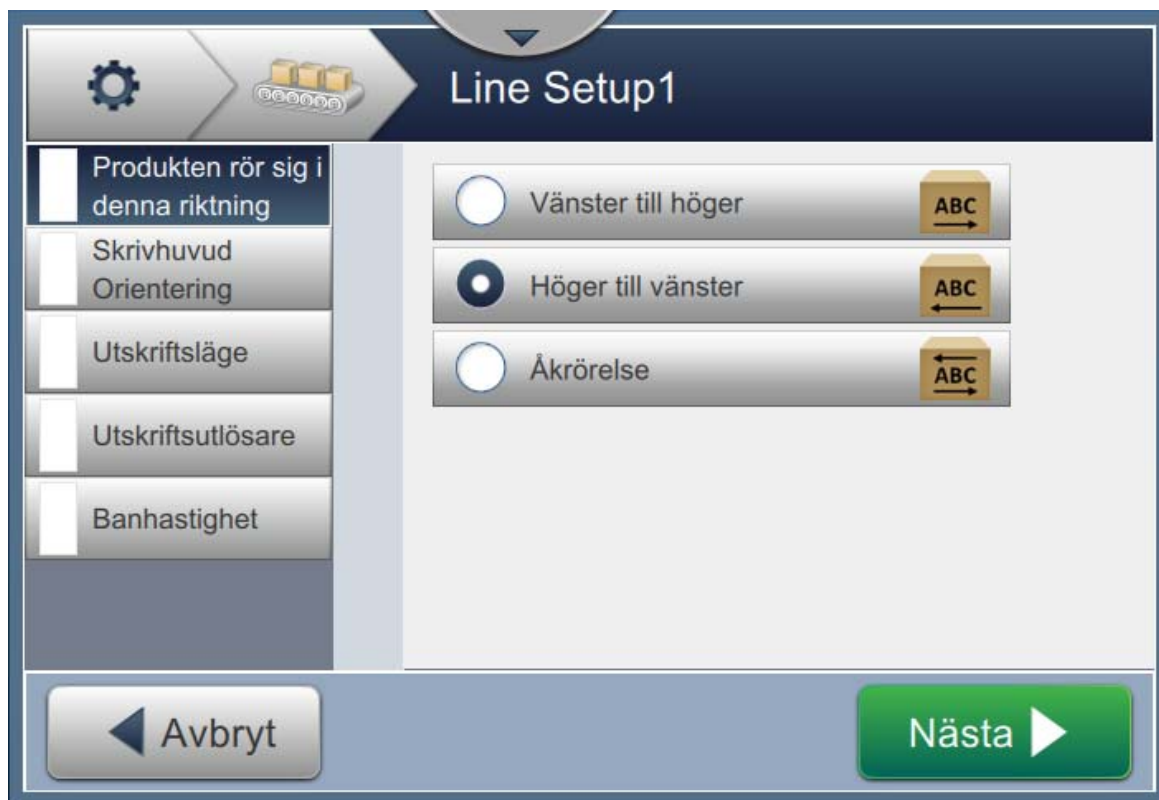 Line Setup1
Produkten rör sig i
denna riktning
Skrivhuvud
Orientering
Utskriftsläge
Utskriftsutlösare
Banhastighet
Vänster till höger
ABC
Höger till vänster
ABC
Åkrörelse
ABC
Avbryt
Nästa